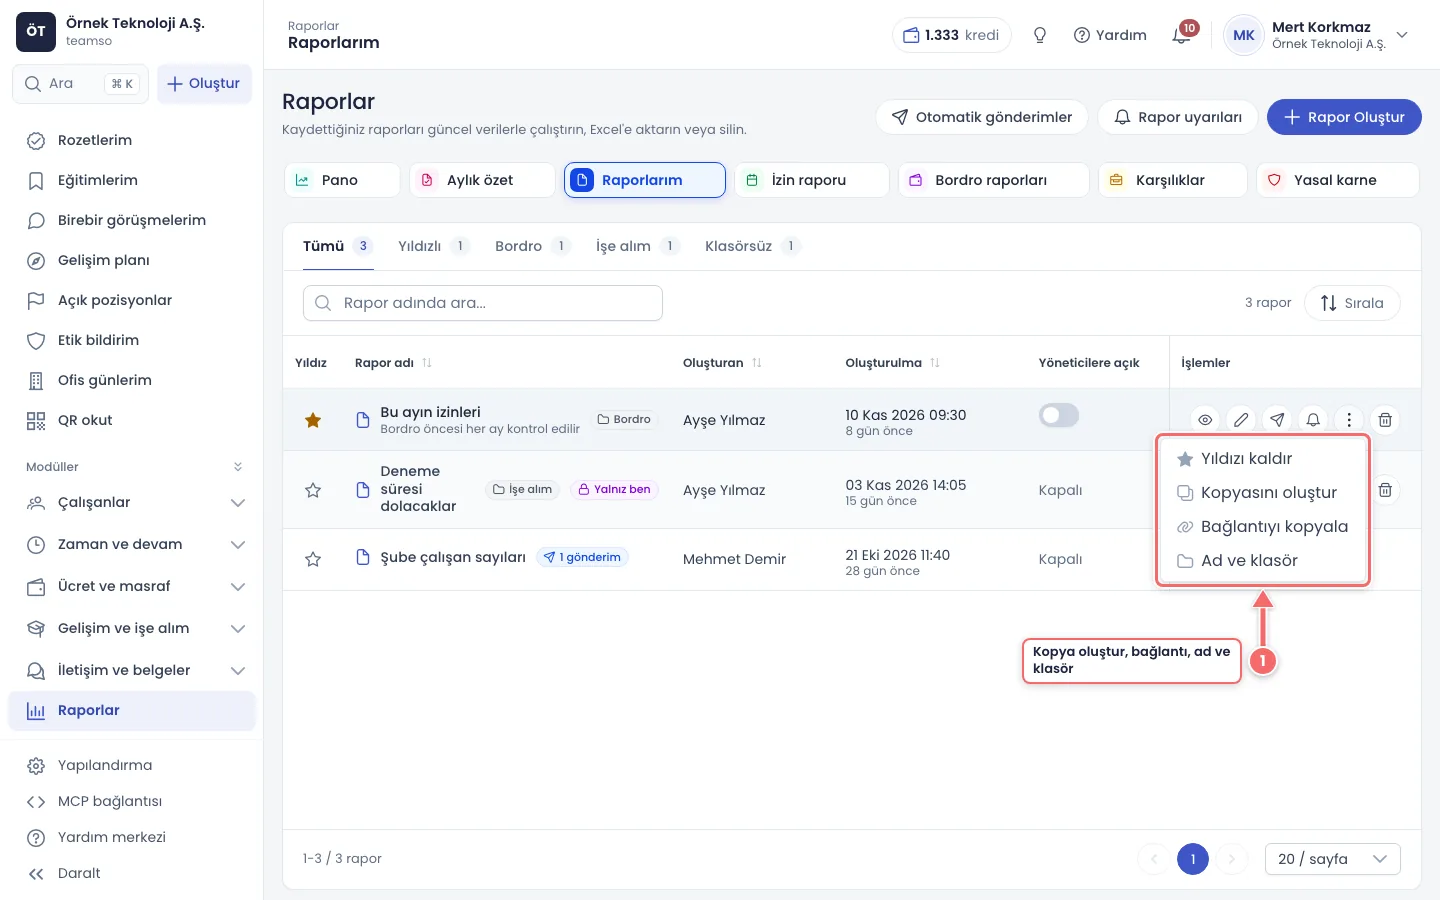 ÖT
Örnek Teknoloji A.Ş.
teamso
Ara
⌘ K
Oluştur
Rozetlerim
Eğitimlerim
Birebir görüşmelerim
Gelişim planı
Açık pozisyonlar
Etik bildirim
Ofis günlerim
QR okut
Modüller
Çalışanlar
Zaman ve devam
Ücret ve masraf
Gelişim ve işe alım
İletişim ve belgeler
Raporlar
Yapılandırma
MCP bağlantısı
Yardım merkezi
Daralt
Raporlar
Raporlarım
1.333 kredi
Yardım
10
MK
Mert Korkmaz
Örnek Teknoloji A.Ş.
Raporlar
Kaydettiğiniz raporları güncel verilerle çalıştırın, Excel'e aktarın veya silin.
Otomatik gönderimler
Rapor uyarıları
Rapor Oluştur
Pano
Aylık özet
Raporlarım
İzin raporu
Bordro raporları
Karşılıklar
Yasal karne
Tümü 3
Yıldızlı 1
Bordro 1
İşe alım 1
Klasörsüz 1
Rapor adında ara...
3 rapor
Sırala
Yıldız
Rapor adı
Oluşturan
Oluşturulma
Yöneticilere açık
İşlemler
Bu ayın izinleri
Bordro öncesi her ay kontrol edilir
Bordro
Ayşe Yılmaz
10 Kas 2026 09:30
8 gün önce
Deneme
süresi
dolacaklar
İşe alım
Yalnız ben
Ayşe Yılmaz
03 Kas 2026 14:05
15 gün önce
Kapalı
Şube çalışan sayıları
1 gönderim
Mehmet Demir
21 Eki 2026 11:40
28 gün önce
Kapalı
Yıldızı kaldır
Kopyasını oluştur
Bağlantıyı kopyala
Ad ve klasör
Kopya oluştur, bağlantı, ad ve
klasör
1
1-3 / 3 rapor
1
20 / sayfa